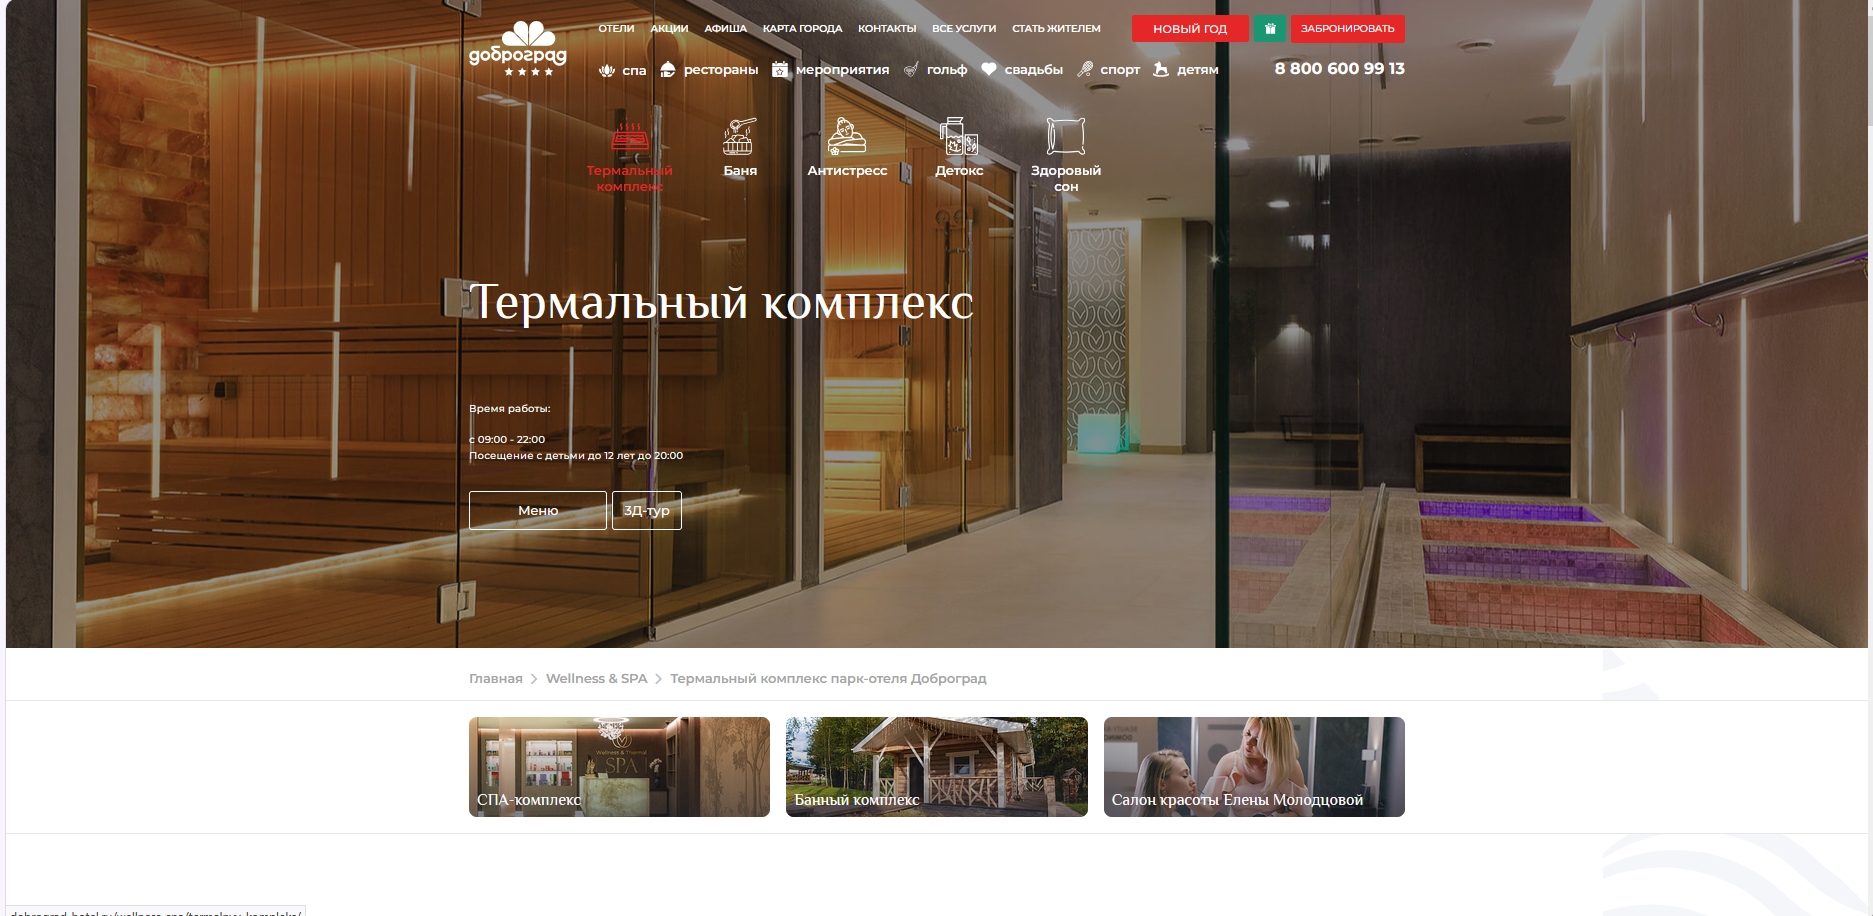 доброград
ОТЕЛИ АКЦИИ АФИША КАРТА ГОРОДА КОНТАКТЫ ВСЕ УСЛУГИ СТАТЬ ЖИТЕЛЕМ НОВЫЙ ГОД ЗАБРОНИРОВАТЬ
спа рестораны мероприятия гольф свадьбы спорт детям 8 800 600 99 13
Термальный комплекс
Баня
Антистресс
Детокс
Здоровый сон
Термальный комплекс
Время работы:
с 09:00 - 22:00
Посещение с детьми до 12 лет до 20:00
Меню 3Д-тур
Главная > Wellness & SPA > Термальный комплекс парк-отеля Доброград
Wellness & Thermal
SPA
СПА-комплекс
Банный комплекс
Салон красоты Елены Молодцовой